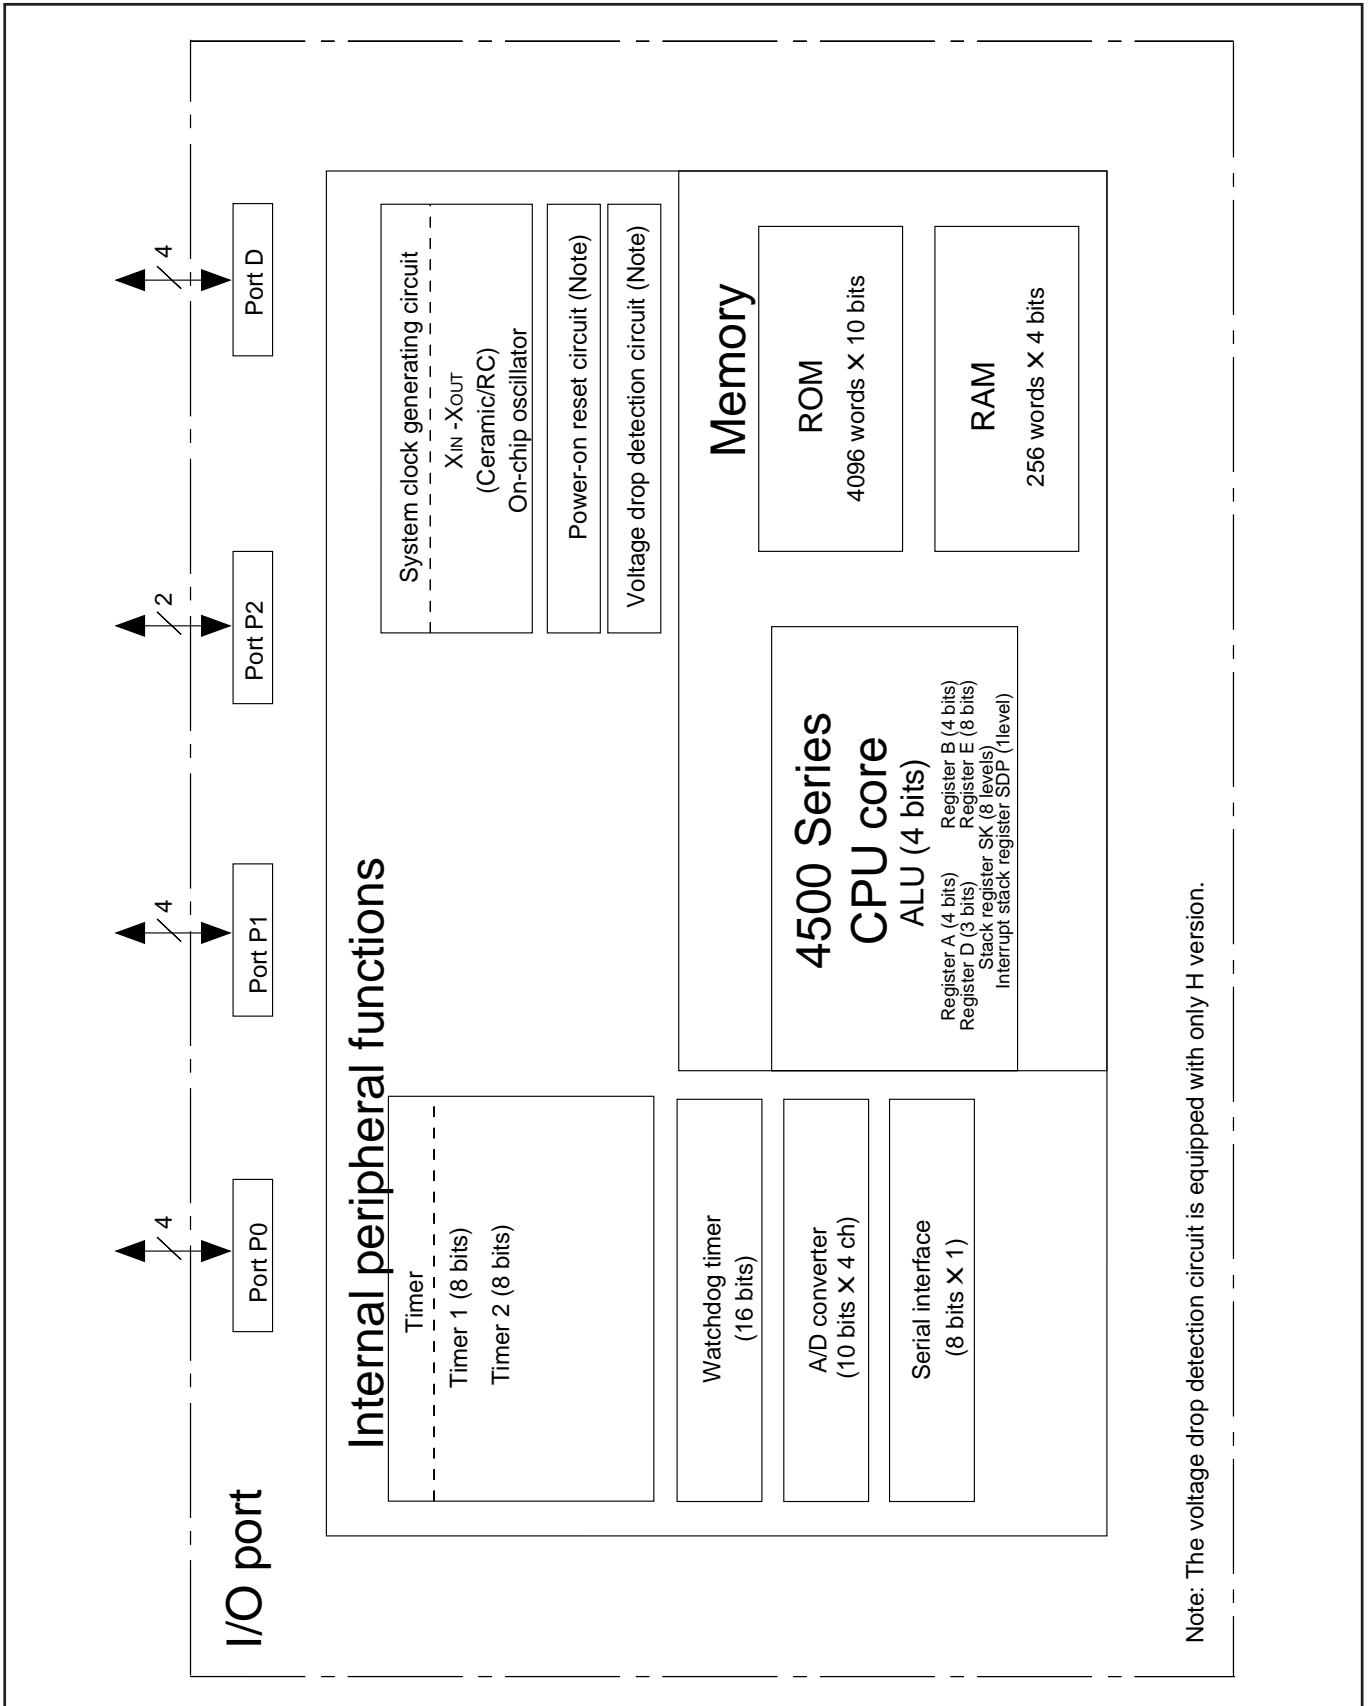 I/O port
4
4
2
4
Port P0
Port P1
Port P2
Port D
Internal peripheral functions
Timer
Timer 1 (8 bits)
Timer 2 (8 bits)
Watchdog timer
(16 bits)
A/D converter
(10 bits × 4 ch)
Serial interface
(8 bits × 1)
System clock generating circuit
XIN -XOUT
(Ceramic/RC)
On-chip oscillator
Power-on reset circuit (Note)
Voltage drop detection circuit (Note)
4500 Series
CPU core
ALU (4 bits)
Register A (4 bits) Register B (4 bits)
Register D (3 bits) Register E (8 bits)
Stack register SK (8 levels)
Interrupt stack register SDP (1level)
Memory
ROM
4096 words × 10 bits
RAM
256 words × 4 bits
Note: The voltage drop detection circuit is equipped with only H version.